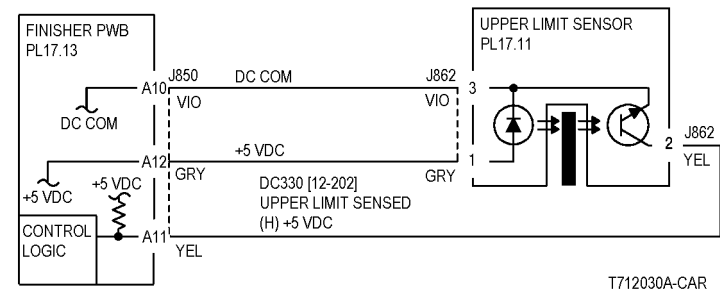 FINISHER PWB
PL17.13
UPPER LIMIT SENSOR
PL17.11
A10 J850 DC COM J862 3
VIO VIO
DC COM
A12 +5 VDC 1
GRY GRY
2 J862
YEL
+5 VDC +5 VDC
DC330 [12-202]
UPPER LIMIT SENSED
(H) +5 VDC
CONTROL
LOGIC
A11
YEL
T712030A-CAR